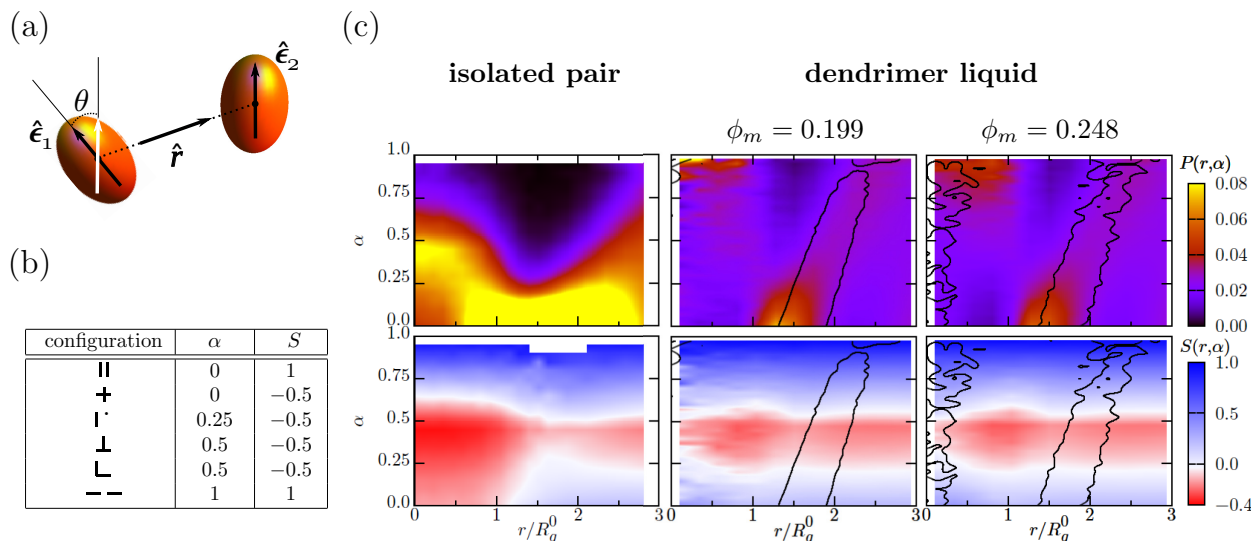 (a)
ε̂₁
θ
r̂
ε̂₂
(b)
configuration α S
0 1
0 −0.5
0.25 −0.5
0.5 −0.5
0.5 −0.5
1 1
(c)
isolated pair
dendrimer liquid
ϕ_m = 0.199
ϕ_m = 0.248
1.0
0.75
α
0.5
0.25
0.0
P(r,α)
0.08
0.06
0.04
0.02
0.00
1.0
0.75
α
0.5
0.25
0.0
S(r,α)
1.0
0.5
0.0
−0.4
0 1 2 3
r/R_g^0
0 1 2 3
r/R_g^0
0 1 2 3
r/R_g^0